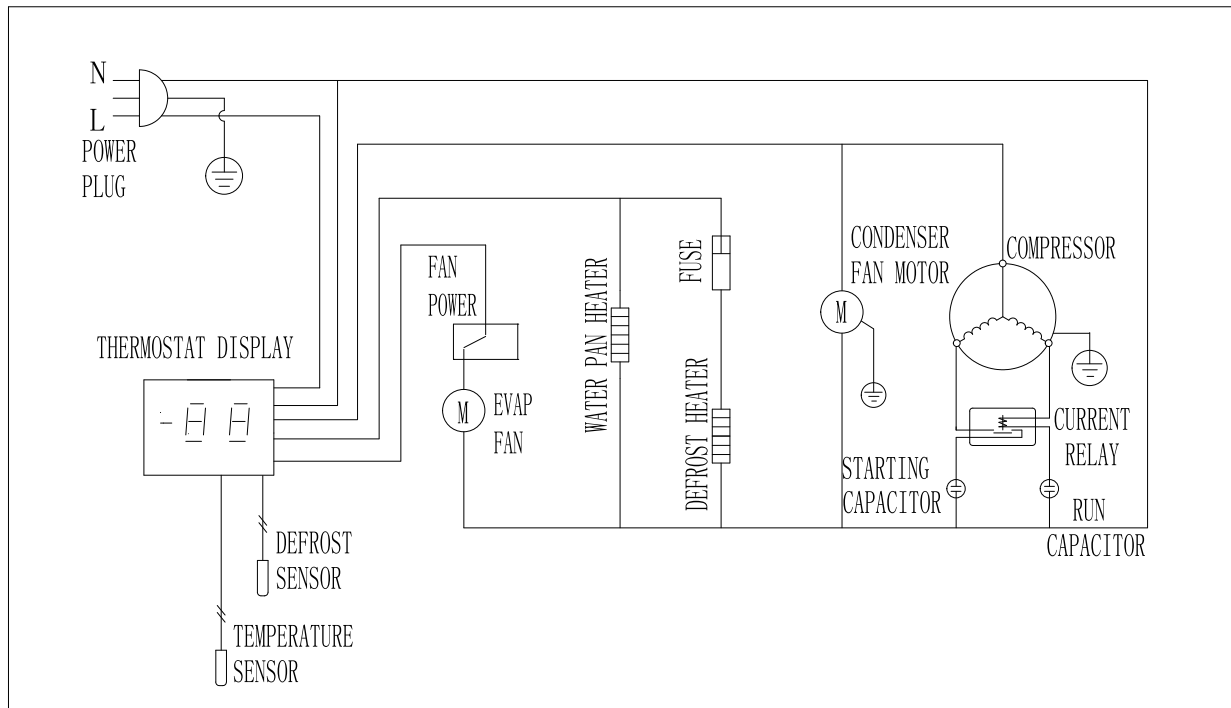 N
L
POWER
PLUG
THERMOSTAT DISPLAY
-88
FAN
POWER
M
EVAP
FAN
WATER PAN HEATER
FUSE
DEFROST HEATER
CONDENSER
FAN MOTOR
M
COMPRESSOR
CURRENT
RELAY
STARTING
CAPACITOR
RUN
CAPACITOR
DEFROST
SENSOR
TEMPERATURE
SENSOR